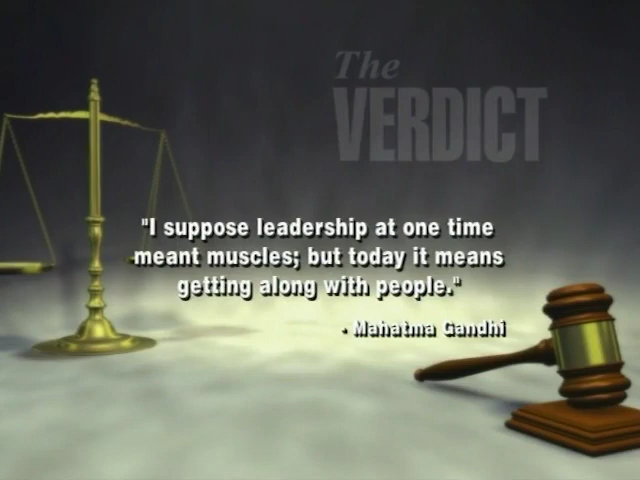 The
VERDICT
"I suppose leadership at one time
meant muscles; but today it means
getting along with people."
- Mahatma Gandhi